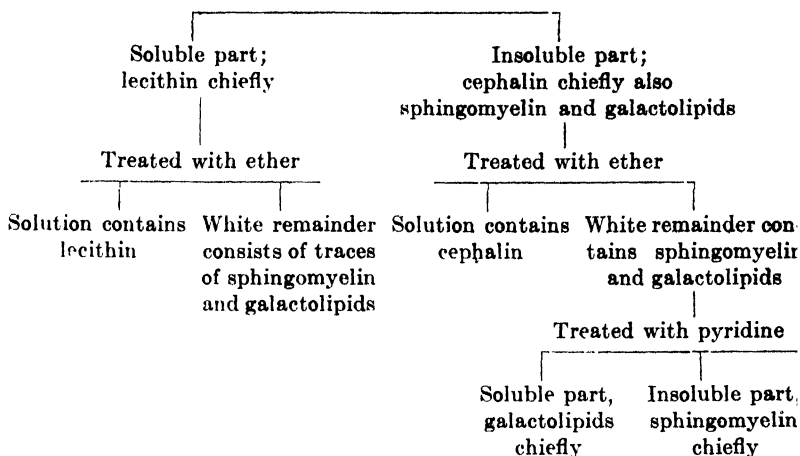 Soluble part;
lecithin chiefly
Insoluble part;
cephalin chiefly also
sphingomyelin and galactolipids
Treated with ether
Treated with ether
Solution contains
lecithin
White remainder
consists of traces
of sphingomyelin
and galactolipids
Solution contains
cephalin
White remainder con-
tains sphingomyelin
and galactolipids
Treated with pyridine
Soluble part,
galactolipids
chiefly
Insoluble part,
sphingomyelin
chiefly